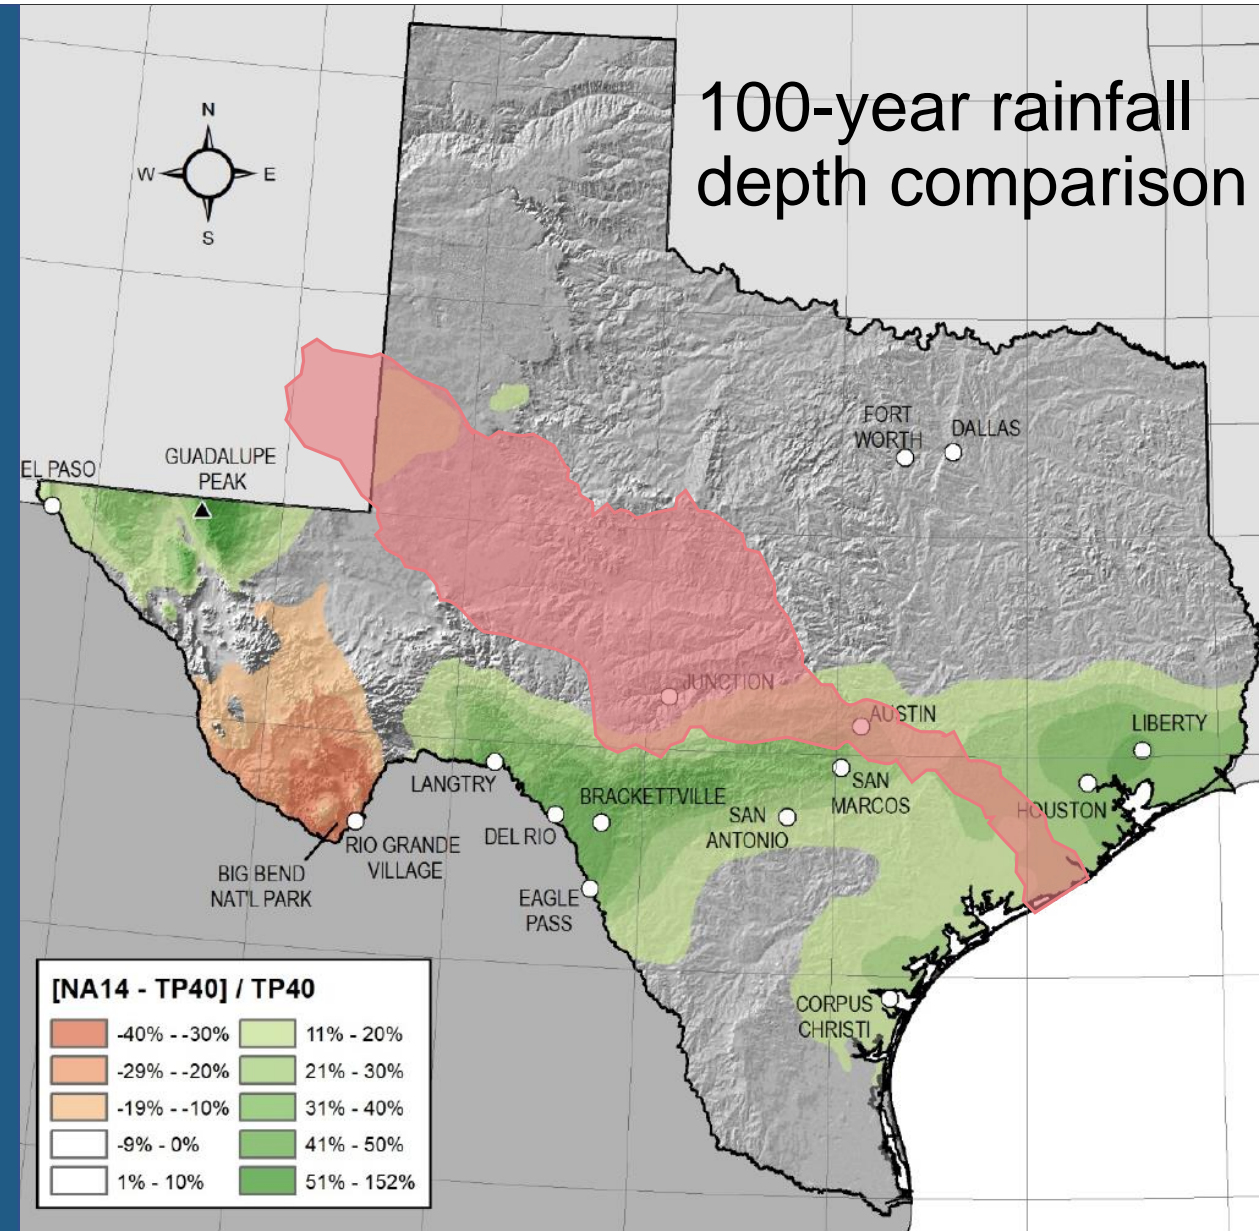 100-year rainfall
depth comparison
N
W
E
S
FORT
WORTH
DALLAS
EL PASO
GUADALUPE
PEAK
JUNCTION
AUSTIN
LIBERTY
LANGTRY
BRACKETTVILLE
SAN
MARCOS
HOUSTON
SAN
ANTONIO
DEL RIO
RIO GRANDE
VILLAGE
BIG BEND
NAT'L PARK
EAGLE
PASS
CORPUS
CHRISTI
[NA14 - TP40] / TP40
-40% - -30%
11% - 20%
-29% - -20%
21% - 30%
-19% - -10%
31% - 40%
-9% - 0%
41% - 50%
1% - 10%
51% - 152%